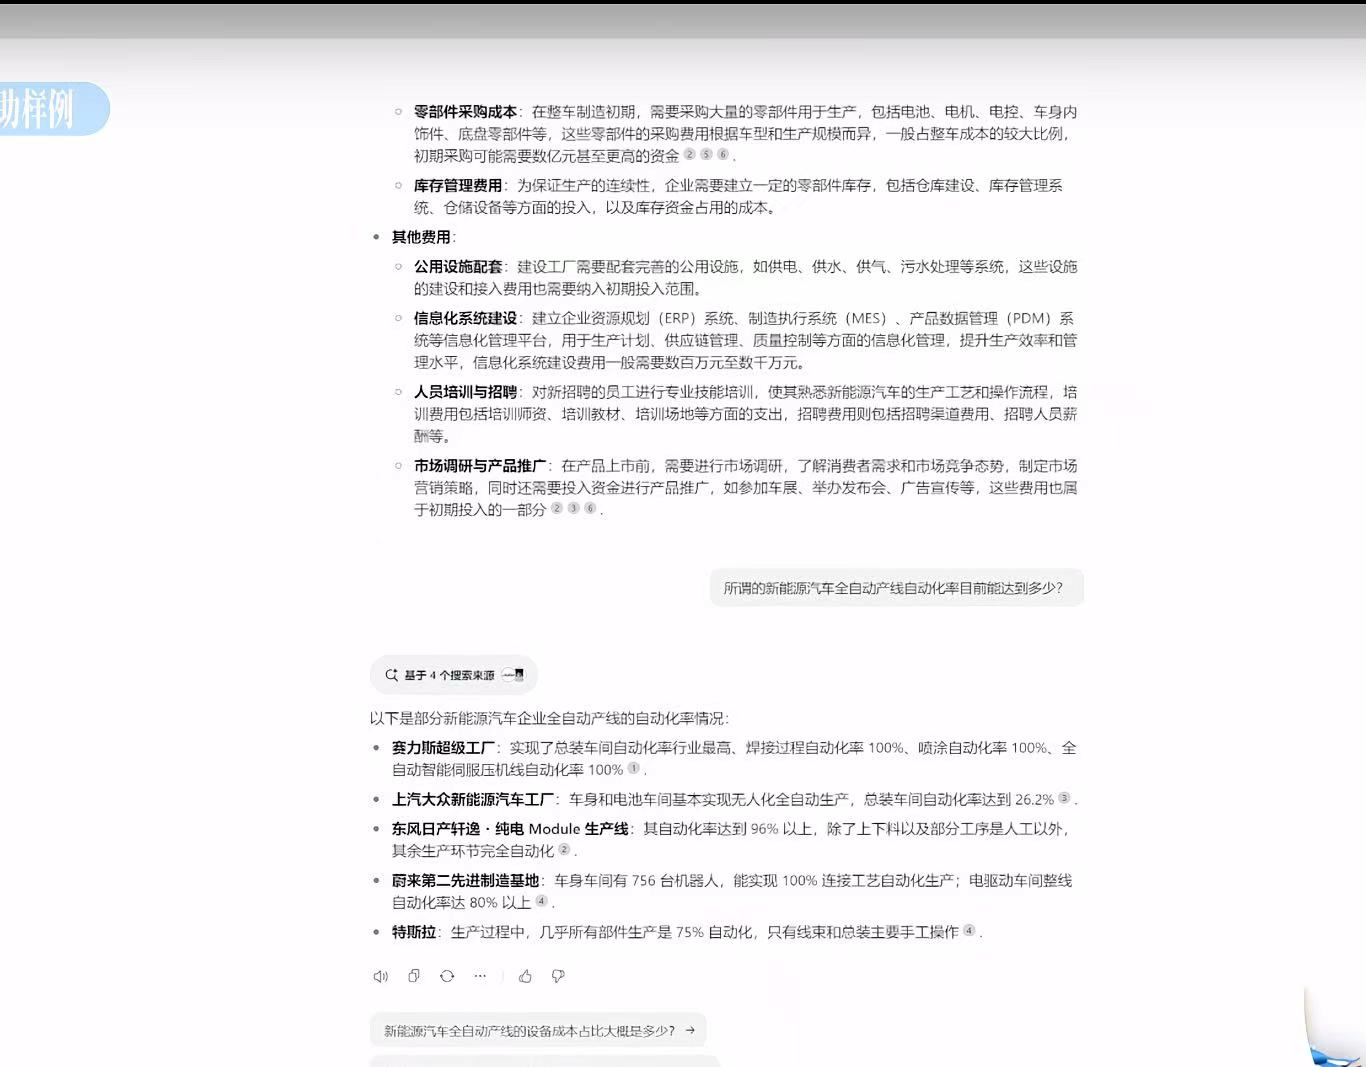 助样例
零部件采购成本：在整车制造初期，需要采购大量的零部件用于生产，包括电池、电机、电控、车身内
饰件、底盘零部件等，这些零部件的采购费用根据车型和生产规模而异，一般占整车成本的较大比例，
初期采购可能需要数亿元甚至更高的资金 2 5 6 .
库存管理费用：为保证生产的连续性，企业需要建立一定的零部件库存，包括仓库建设、库存管理系
统、仓储设备等方面的投入，以及库存资金占用的成本。
其他费用：
公用设施配套：建设工厂需要配套完善的公用设施，如供电、供水、供气、污水处理等系统，这些设施
的建设和接入费用也需要纳入初期投入范围。
信息化系统建设：建立企业资源规划（ERP）系统、制造执行系统（MES）、产品数据管理（PDM）系
统等信息化管理平台，用于生产计划、供应链管理、质量控制等方面的信息化管理，提升生产效率和管
理水平，信息化系统建设费用一般需要数百万元至数千万元。
人员培训与招聘：对新招聘的员工进行专业技能培训，使其熟悉新能源汽车的生产工艺和操作流程，培
训费用包括培训师资、培训教材、培训场地等方面的支出，招聘费用则包括招聘渠道费用、招聘人员薪
酬等。
市场调研与产品推广：在产品上市前，需要进行市场调研，了解消费者需求和市场竞争态势，制定市场
营销策略，同时还需要投入资金进行产品推广，如参加车展、举办发布会、广告宣传等，这些费用也属
于初期投入的一部分 2 3 6 .
所谓的新能源汽车全自动产线自动化率目前能达到多少？
基于 4 个搜索来源
以下是部分新能源汽车企业全自动产线的自动化率情况：
赛力斯超级工厂：实现了总装车间自动化率行业最高、焊接过程自动化率 100%、喷涂自动化率 100%、全
自动智能伺服压机线自动化率 100% 1 .
上汽大众新能源汽车工厂：车身和电池车间基本实现无人化全自动生产，总装车间自动化率达到 26.2% 3 .
东风日产轩逸・纯电 Module 生产线：其自动化率达到 96% 以上，除了上下料以及部分工序是人工以外，
其余生产环节完全自动化 2 .
蔚来第二先进制造基地：车身车间有 756 台机器人，能实现 100% 连接工艺自动化生产；电驱动车间整线
自动化率达 80% 以上 4 .
特斯拉：生产过程中，几乎所有部件生产是 75% 自动化，只有线束和总装主要手工操作 4 .
新能源汽车全自动产线的设备成本占比大概是多少？ →